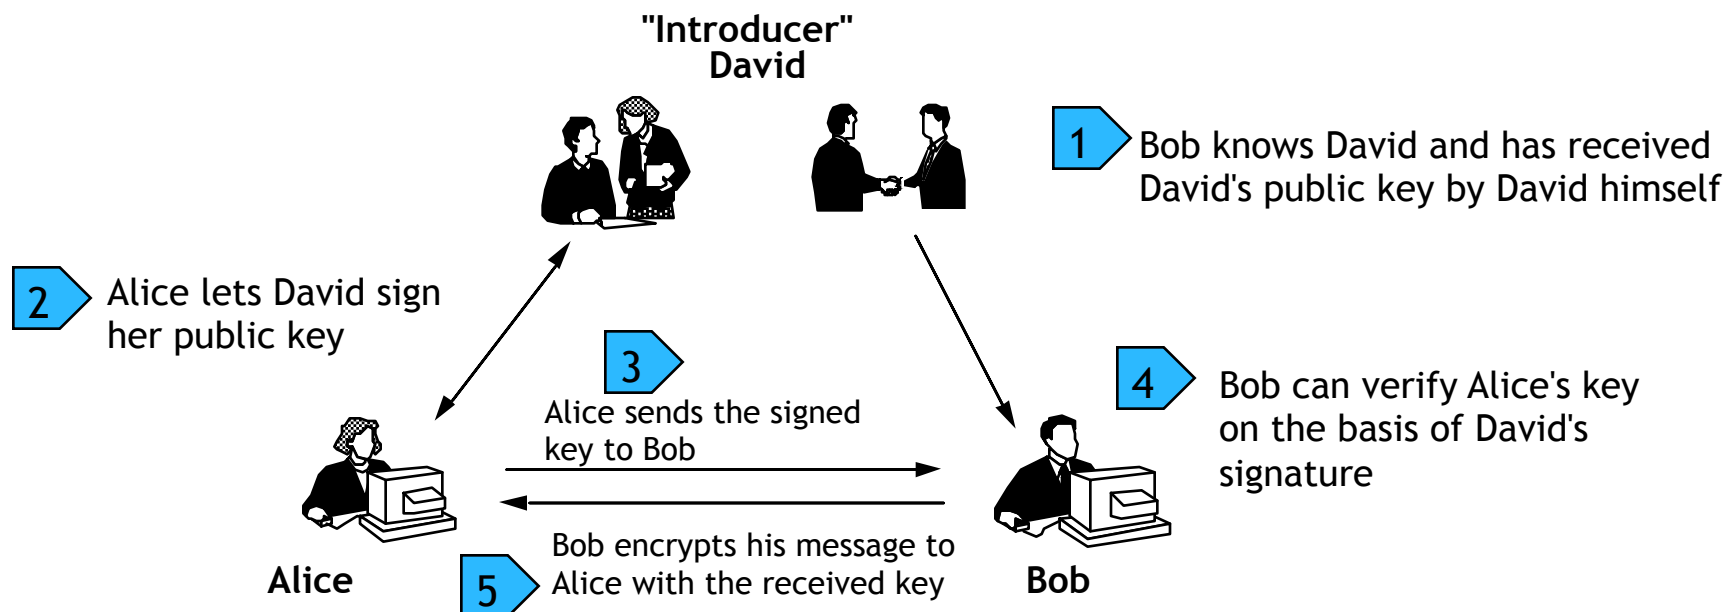 "Introducer"
David
1
Bob knows David and has received
David's public key by David himself
2
Alice lets David sign
her public key
3
Alice sends the signed
key to Bob
4
Bob can verify Alice's key
on the basis of David's
signature
Alice
5
Bob encrypts his message to
Alice with the received key
Bob